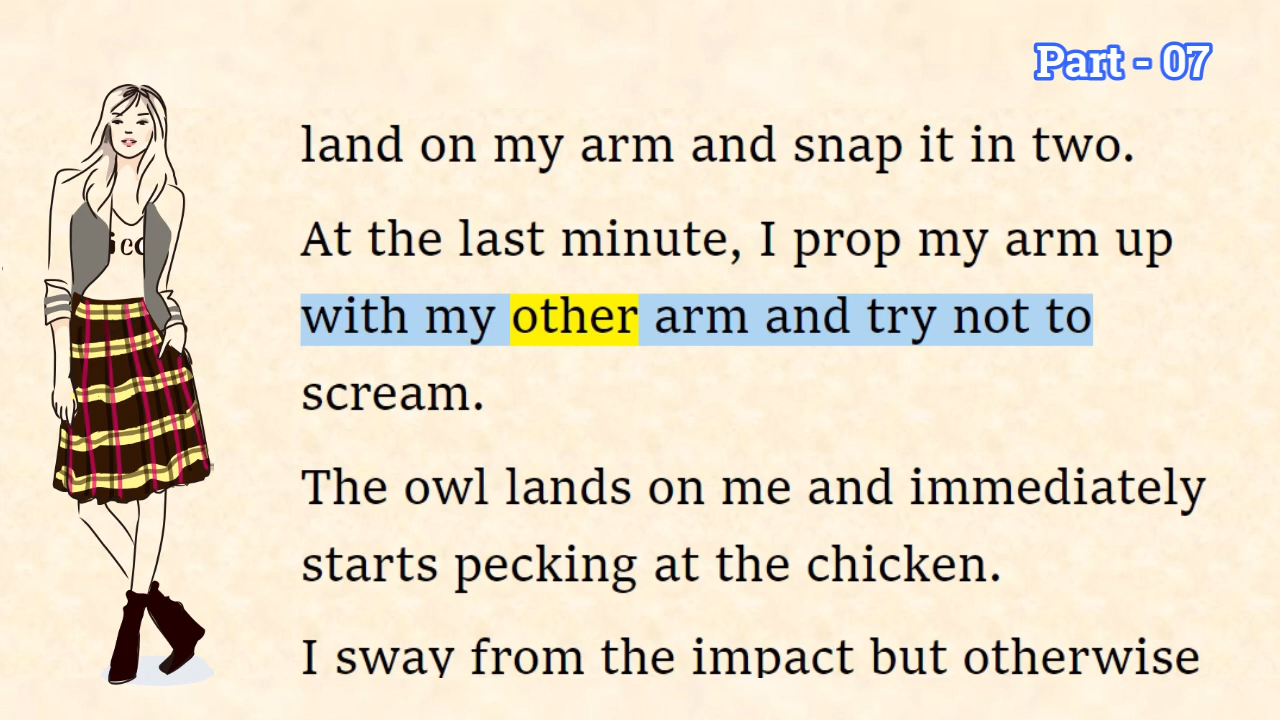 Part - 07
land on my arm and snap it in two.
At the last minute, I prop my arm up
with my other arm and try not to
scream.
The owl lands on me and immediately
starts pecking at the chicken.
I sway from the impact but otherwise